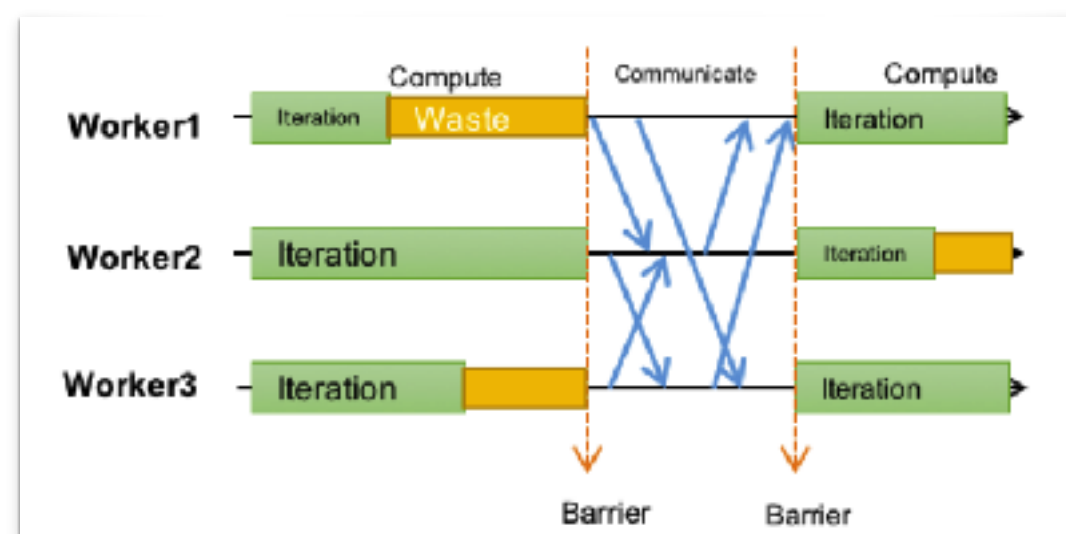 Compute Communicate Compute
Worker1 Iteration Waste Iteration
Worker2 Iteration Iteration
Worker3 Iteration Iteration
Barrier Barrier